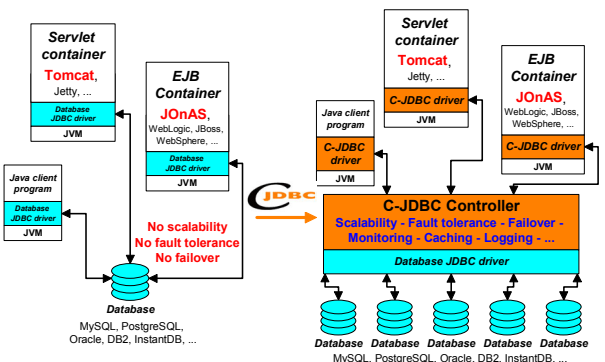 Servlet
container
Tomcat,
Jetty, ...
Database
JDBC driver
JVM
EJB
Container
JOnAS,
WebLogic, JBoss,
WebSphere, ...
Database
JDBC driver
JVM
Java client
program
Database
JDBC driver
JVM
No scalability
No fault tolerance
No failover
Database
MySQL, PostgreSQL,
Oracle, DB2, InstantDB, ...
CJDBC
Servlet
container
Tomcat,
Jetty, ...
C-JDBC driver
JVM
EJB
Container
JOnAS,
WebLogic, JBoss,
WebSphere, ...
C-JDBC driver
JVM
Java client
program
C-JDBC
driver
JVM
C-JDBC Controller
Scalability - Fault tolerance - Failover -
Monitoring - Caching - Logging - ...
Database JDBC driver
Database Database Database Database Database
MySQL, PostgreSQL, Oracle, DB2, InstantDB, ...